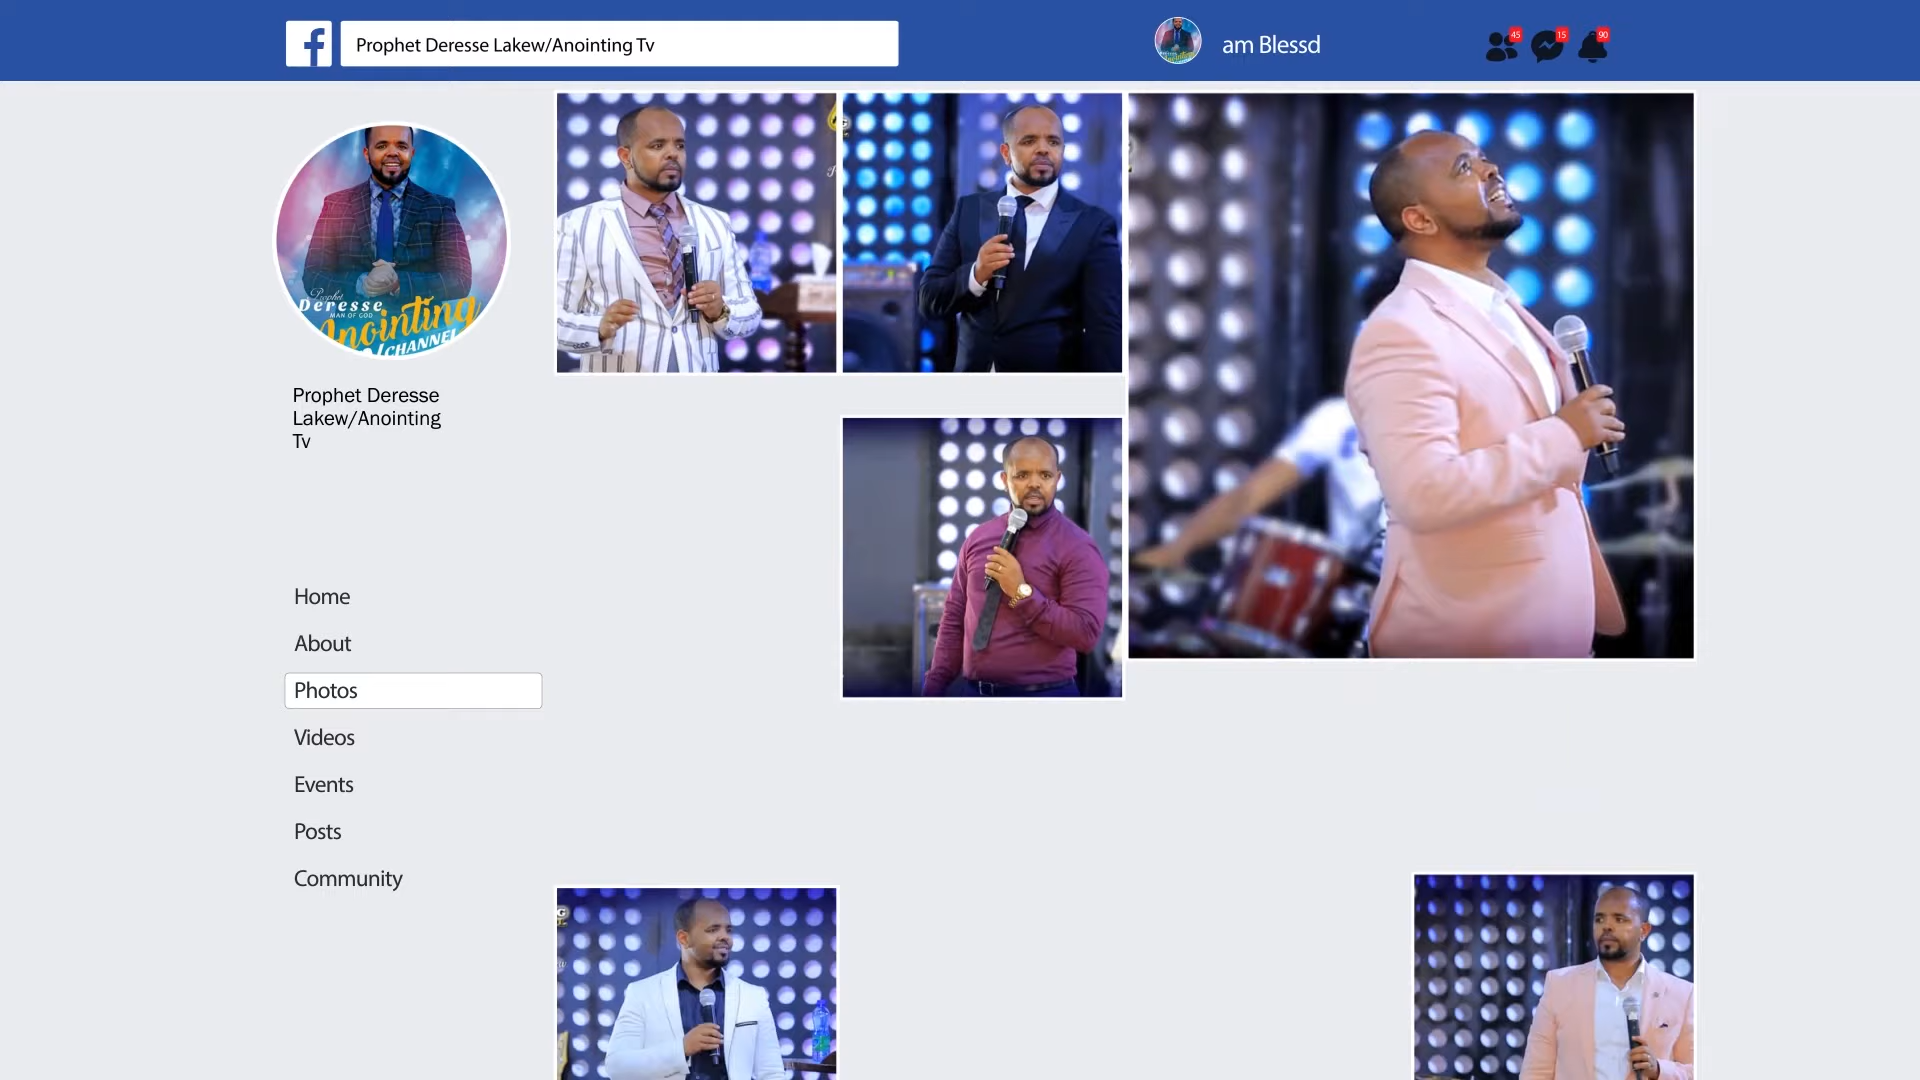 f
Prophet Deresse Lakew/Anointing Tv
am Blessd
45
15
90
Prophet
Deresse
MAN OF GOD
Anointing
CHANNEL
Prophet Deresse
Lakew/Anointing
Tv
Home
About
Photos
Videos
Events
Posts
Community